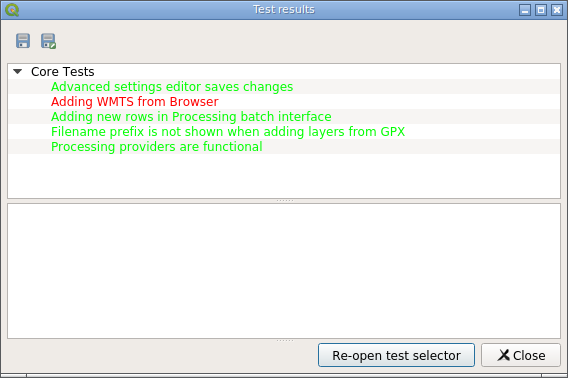 Test results
Core Tests
Advanced settings editor saves changes
Adding WMTS from Browser
Adding new rows in Processing batch interface
Filename prefix is not shown when adding layers from GPX
Processing providers are functional
Re-open test selector
Close